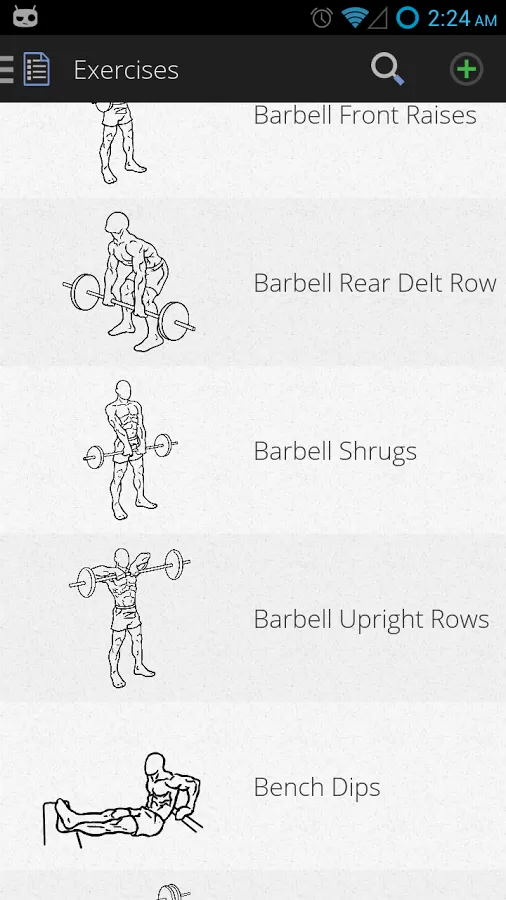 2:24 AM
Exercises
Barbell Front Raises
Barbell Rear Delt Row
Barbell Shrugs
Barbell Upright Rows
Bench Dips